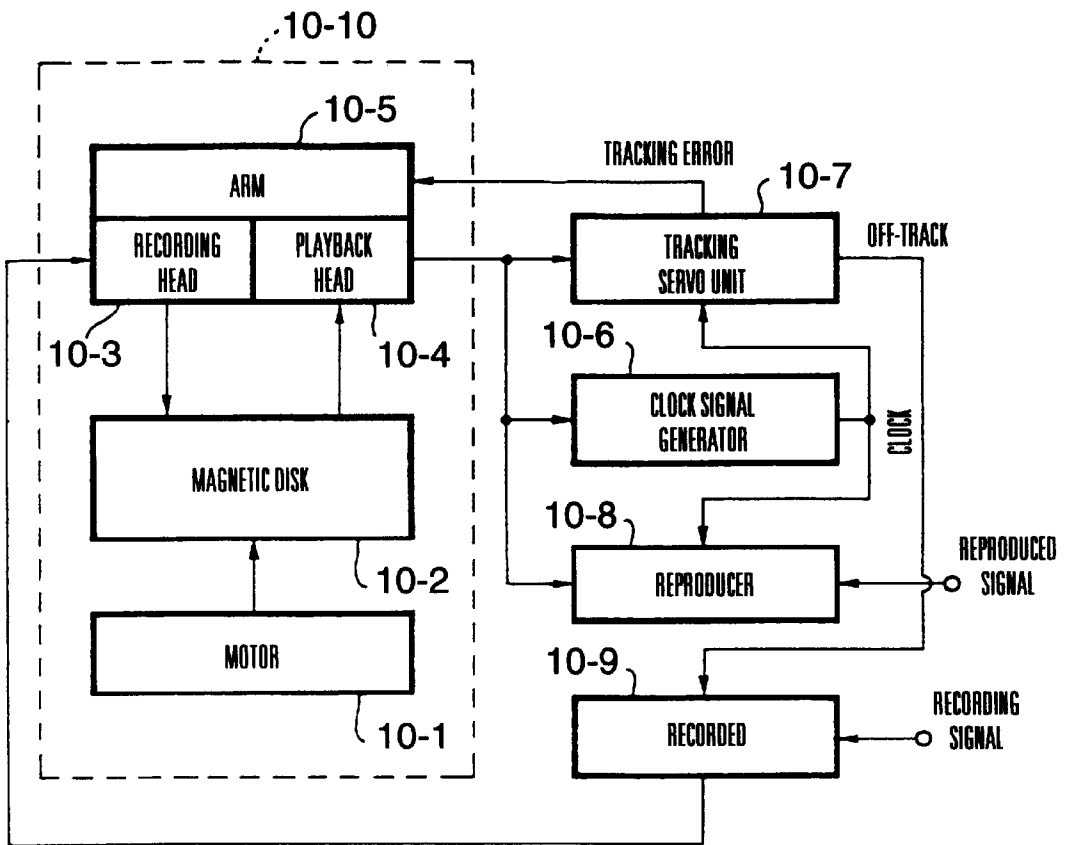 10-10
10-5
ARM
TRACKING ERROR
10-7
RECORDING
HEAD
PLAYBACK
HEAD
TRACKING
SERVO UNIT
OFF-TRACK
10-3
10-4
10-6
CLOCK SIGNAL
GENERATOR
CLOCK
MAGNETIC DISK
10-2
10-8
REPRODUCER
REPRODUCED
SIGNAL
MOTOR
10-1
10-9
RECORDED
RECORDING
SIGNAL